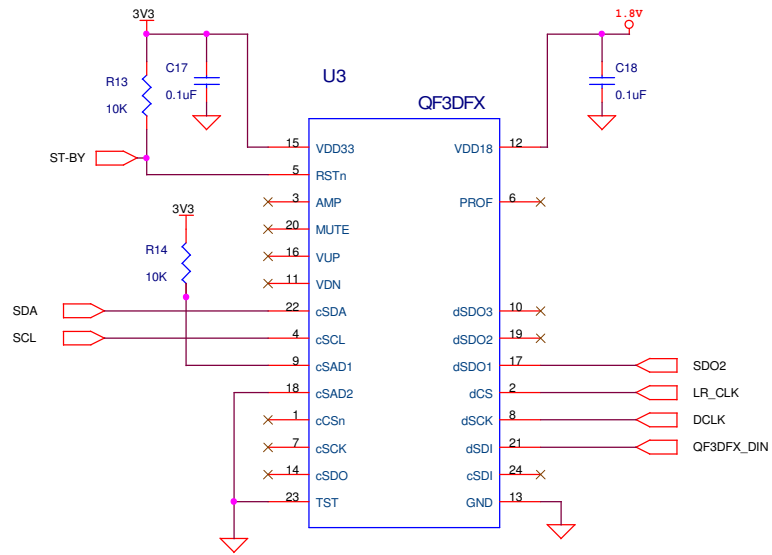 3V3
1.8V
R13
10K
C17
0.1uF
U3
C18
0.1uF
QF3DFX
15 VDD33 VDD18 12
ST-BY
5 RSTn
3 AMP PROF 6
3V3
20 MUTE
R14
10K
16 VUP
11 VDN
SDA 22 cSDA dSDO3 10
SCL 4 cSCL dSDO2 19
9 cSAD1 dSDO1 17 SDO2
18 cSAD2 dCS 2 LR_CLK
1 cCSn dSCK 8 DCLK
7 cSCK dSDI 21 QF3DFX_DIN
14 cSDO cSDI 24
23 TST GND 13